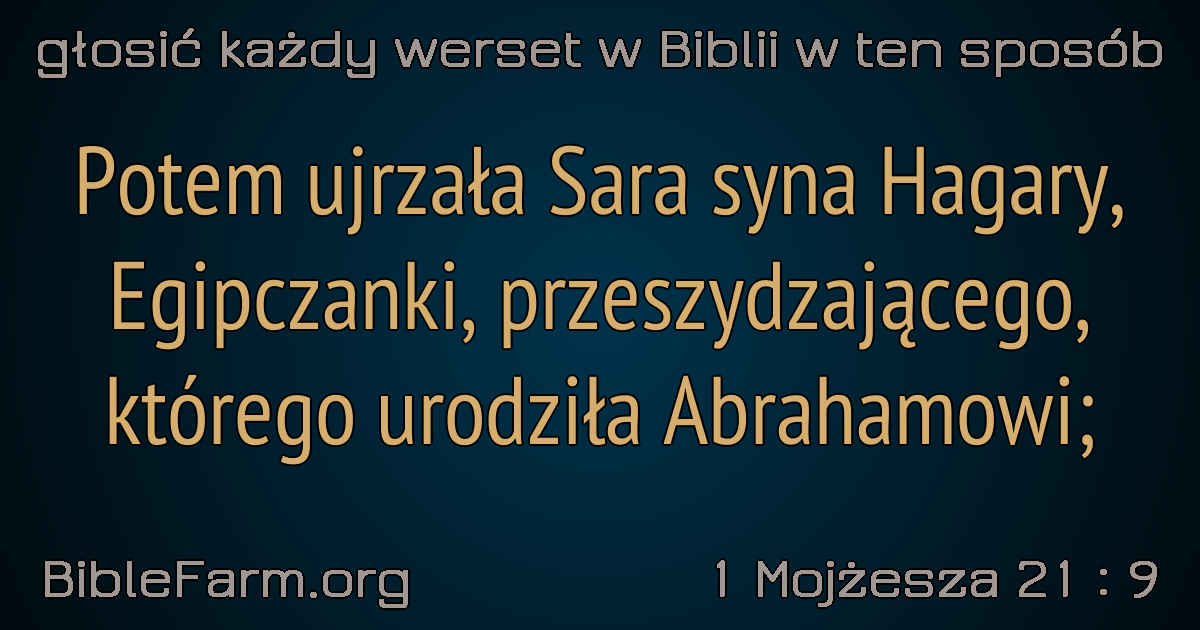 głosić każdy werset w Biblii w ten sposób
Potem ujrzała Sara syna Hagary,
Egipczanki, przeszydzającego,
którego urodziła Abrahamowi;
BibleFarm.org
1 Mojżesza 21 : 9